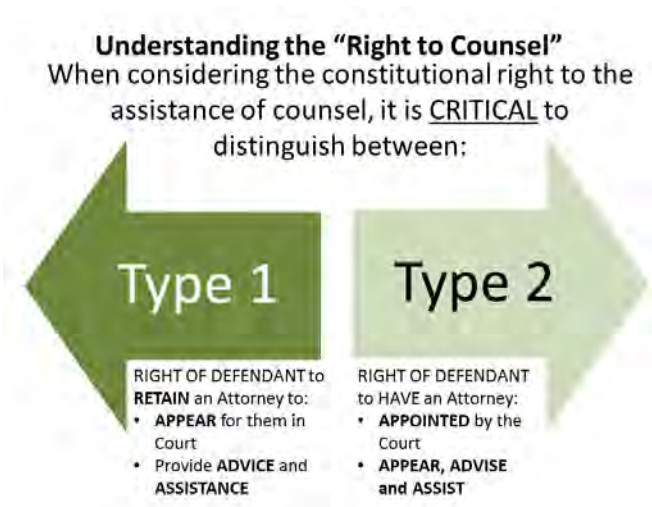 Understanding the “Right to Counsel”
When considering the constitutional right to the
assistance of counsel, it is CRITICAL to
distinguish between:
Type 1
Type 2
RIGHT OF DEFENDANT to
RETAIN an Attorney to:
• APPEAR for them in
Court
• Provide ADVICE and
ASSISTANCE
RIGHT OF DEFENDANT
to HAVE an Attorney:
• APPOINTED by the
Court
• APPEAR, ADVISE
and ASSIST